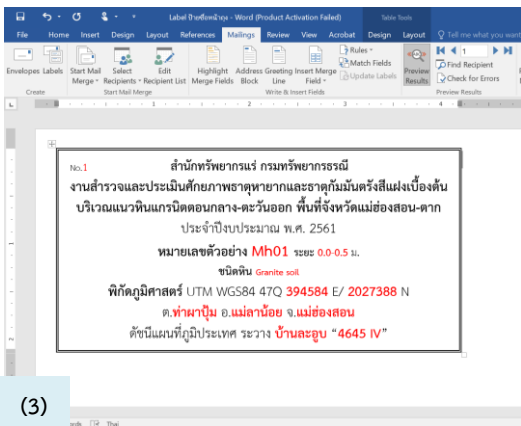 Label ป้ายชื่อหน้าถุง - Word (Product Activation Failed)
Table Tools
File Home Insert Design Layout References Mailings Review View Acrobat Design Layout Tell me what you want
Envelopes Labels Start Mail Merge Select Recipients Edit Recipient List Highlight Merge Fields Address Block Greeting Line Insert Merge Field Rules Match Fields Update Labels Preview Results 1 Find Recipient Check for Errors
Create Start Mail Merge Write & Insert Fields Preview Results
No.1 สำนักทรัพยากรแร่ กรมทรัพยากรธรณี
งานสำรวจและประเมินศักยภาพธาตุหายากและธาตุกัมมันตรังสีแฝงเบื้องต้น
บริเวณแนวหินแกรนิตตอนกลาง-ตะวันออก พื้นที่จังหวัดแม่ฮ่องสอน-ตาก
ประจำปีงบประมาณ พ.ศ. 2561
หมายเลขตัวอย่าง Mh01 ระยะ 0.0-0.5 ม.
ชนิดหิน Granite soil
พิกัดภูมิศาสตร์ UTM WGS84 47Q 394584 E/ 2027388 N
ต.ท่าผาปุ้ม อ.แม่ลาน้อย จ.แม่ฮ่องสอน
ดัชนีแผนที่ภูมิประเทศ ระวาง บ้านละอูบ "4645 IV"
(3)
Thai